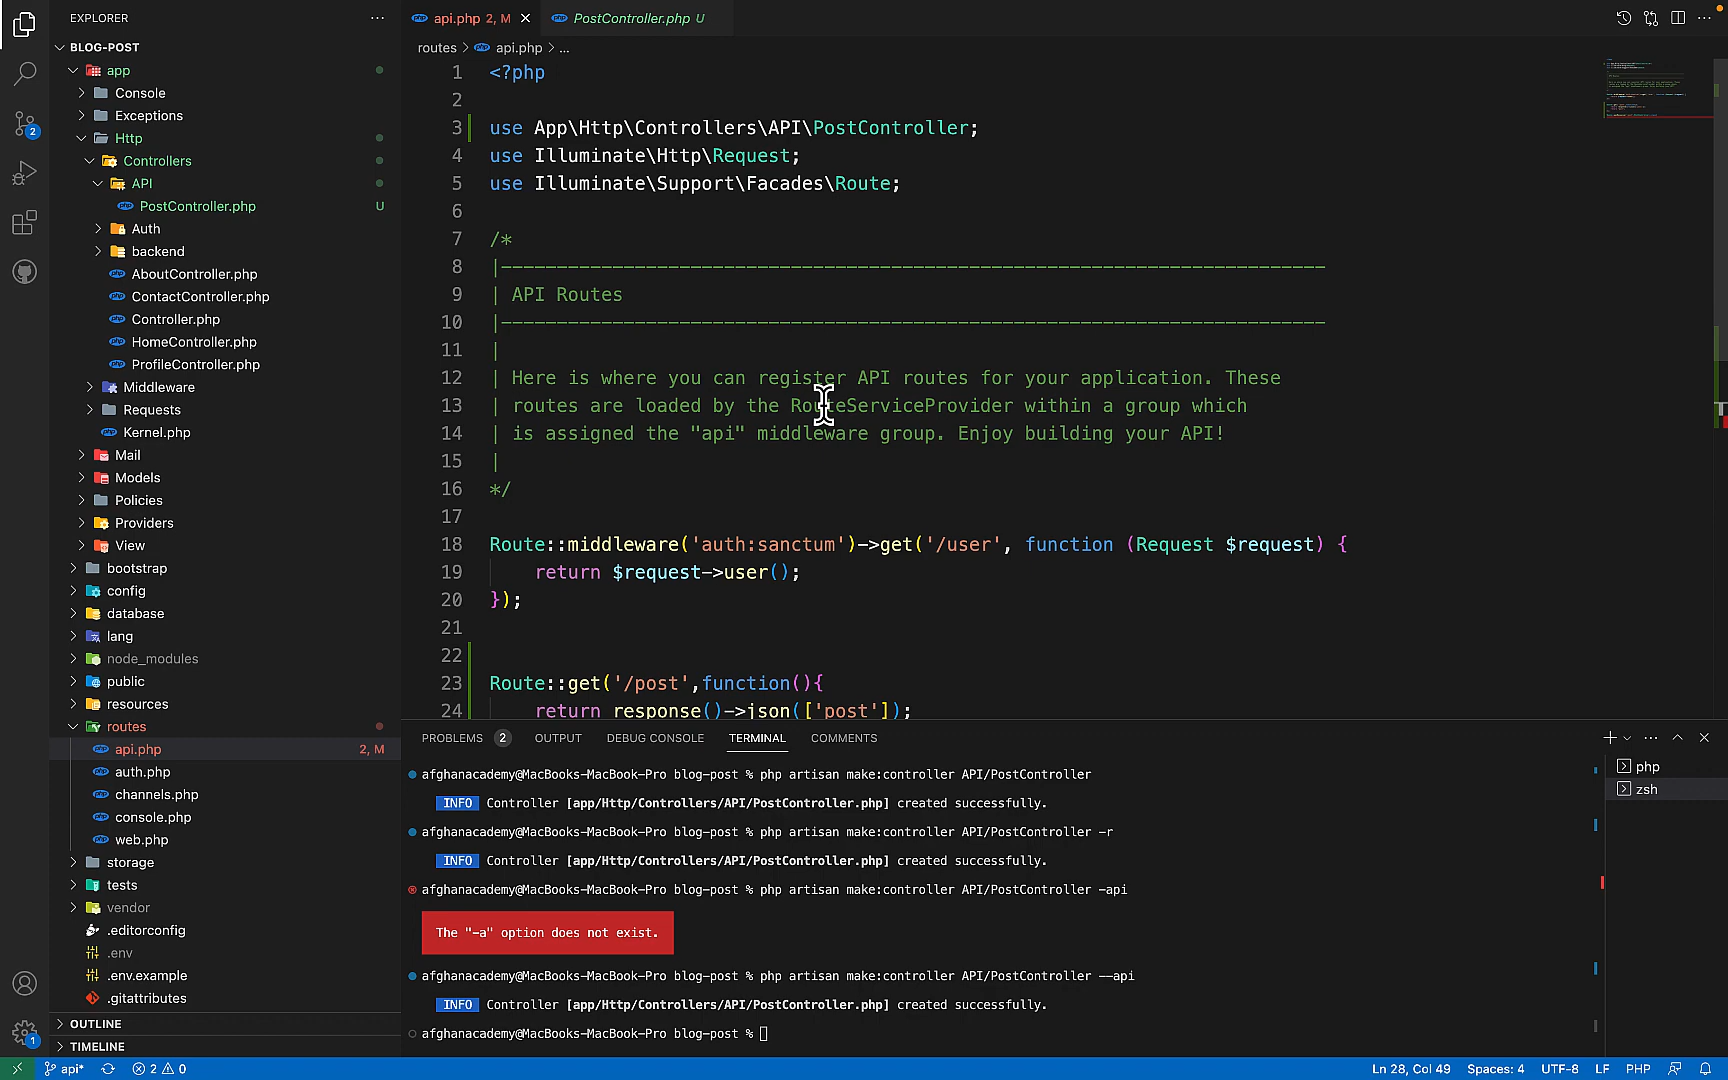 EXPLORER
BLOG-POST
app
Console
Exceptions
Http
Controllers
API
PostController.php U
Auth
backend
AboutController.php
ContactController.php
Controller.php
HomeController.php
ProfileController.php
Middleware
Requests
Kernel.php
Mail
Models
Policies
Providers
View
bootstrap
config
database
lang
node_modules
public
resources
routes
api.php 2, M
auth.php
channels.php
console.php
web.php
storage
tests
vendor
.editorconfig
.env
.env.example
.gitattributes
OUTLINE
TIMELINE
2
1
api.php 2, M
PostController.php U
routes > api.php > ...
1 <?php
2
3 use App\Http\Controllers\API\PostController;
4 use Illuminate\Http\Request;
5 use Illuminate\Support\Facades\Route;
6
7 /*
8 |--------------------------------------------------------------------------
9 | API Routes
10 |--------------------------------------------------------------------------
11 |
12 | Here is where you can register API routes for your application. These
13 | routes are loaded by the RouteServiceProvider within a group which
14 | is assigned the "api" middleware group. Enjoy building your API!
15 |
16 */
17
18 Route::middleware('auth:sanctum')->get('/user', function (Request $request) {
19 return $request->user();
20 });
21
22
23 Route::get('/post',function(){
24 return response()->json(['post']);
PROBLEMS 2 OUTPUT DEBUG CONSOLE TERMINAL COMMENTS
afghanacademy@MacBooks-MacBook-Pro blog-post % php artisan make:controller API/PostController
INFO Controller [app/Http/Controllers/API/PostController.php] created successfully.
afghanacademy@MacBooks-MacBook-Pro blog-post % php artisan make:controller API/PostController -r
INFO Controller [app/Http/Controllers/API/PostController.php] created successfully.
afghanacademy@MacBooks-MacBook-Pro blog-post % php artisan make:controller API/PostController -api
The "-a" option does not exist.
afghanacademy@MacBooks-MacBook-Pro blog-post % php artisan make:controller API/PostController --api
INFO Controller [app/Http/Controllers/API/PostController.php] created successfully.
afghanacademy@MacBooks-MacBook-Pro blog-post %
php
zsh
api* 2 0
Ln 28, Col 49 Spaces: 4 UTF-8 LF PHP